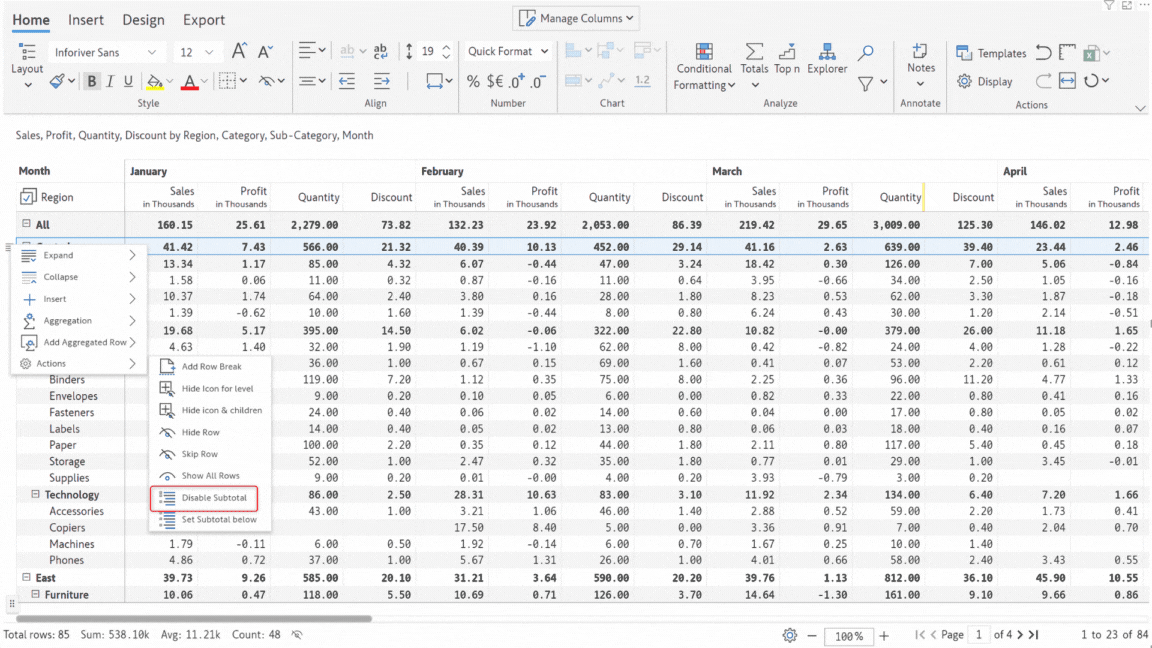 Home Insert Design Export
Manage Columns
Layout
Inforiver Sans 12
B I U
Style
ab
ab
19
Align
Quick Format
% $€ .0+ .0-
Number
1.2
Chart
Conditional Formatting
Totals
Top n
Explorer
Analyze
Notes
Annotate
Templates
Display
Actions
Sales, Profit, Quantity, Discount by Region, Category, Sub-Category, Month
Month January February March April
Region Sales in Thousands Profit in Thousands Quantity Discount Sales in Thousands Profit in Thousands Quantity Discount Sales in Thousands Profit in Thousands Quantity Discount Sales in Thousands Profit in Thousands
All 160.15 25.61 2,279.00 73.82 132.23 23.92 2,053.00 86.39 219.42 29.65 3,009.00 125.30 146.02 12.98
41.42 7.43 566.00 21.32 40.39 10.13 452.00 29.14 41.16 2.63 639.00 39.40 23.44 2.46
13.34 1.17 85.00 4.32 6.07 -0.44 47.00 3.24 18.42 0.30 126.00 7.00 5.06 -0.84
1.58 0.06 11.00 0.32 0.87 -0.16 11.00 0.64 3.95 -0.66 34.00 2.50 1.05 -0.16
10.37 1.74 64.00 2.40 3.80 0.16 28.00 1.80 8.23 0.53 62.00 3.30 1.87 -0.18
1.39 -0.62 10.00 1.60 1.39 -0.44 8.00 0.80 6.24 0.43 30.00 1.20 2.14 -0.51
19.68 5.17 395.00 14.50 6.02 -0.06 322.00 22.80 10.82 -0.00 379.00 26.00 11.18 1.65
4.63 1.40 32.00 1.90 1.19 -1.10 62.00 8.00 0.42 -0.82 24.00 4.00 1.28 -0.22
36.00 1.00 0.67 0.15 69.00 1.60 0.41 0.07 53.00 2.20 0.61 0.12
Binders 119.00 7.20 1.12 0.35 75.00 8.00 2.25 0.36 96.00 11.20 4.77 1.33
Envelopes 9.00 0.20 0.10 0.05 6.00 0.00 0.82 0.33 22.00 0.80 0.41 0.16
Fasteners 24.00 0.40 0.06 0.02 14.00 0.60 0.04 0.00 17.00 0.80 0.05 0.02
Labels 14.00 0.40 0.05 0.02 13.00 0.80 0.06 0.03 18.00 0.40 0.16 0.07
Paper 100.00 2.20 0.35 0.12 44.00 1.80 2.11 0.80 117.00 5.40 0.45 0.18
Storage 52.00 1.00 2.47 0.32 35.00 1.80 0.77 0.01 29.00 1.00 3.45 -0.01
Supplies 9.00 0.20 0.01 -0.00 4.00 0.20 3.93 -0.79 3.00 0.20
Technology 86.00 2.50 28.31 10.63 83.00 3.10 11.92 2.34 134.00 6.40 7.20 1.66
Accessories 43.00 1.00 3.21 1.06 46.00 1.40 2.88 0.52 59.00 2.20 1.73 0.41
Copiers 17.50 8.40 5.00 0.00 3.36 0.91 7.00 0.40 2.04 0.70
Machines 1.79 -0.11 6.00 0.50 1.92 -0.14 6.00 0.70 1.67 0.25 10.00 1.40
Phones 4.86 0.72 37.00 1.00 5.67 1.31 26.00 1.00 4.01 0.66 58.00 2.40 3.43 0.55
East 39.73 9.26 585.00 20.10 31.21 3.64 590.00 20.20 39.76 1.13 812.00 36.10 45.90 10.55
Furniture 10.06 0.47 118.00 5.50 10.69 0.71 126.00 3.70 14.64 -1.30 161.00 9.10 9.66 0.86
Expand
Collapse
Insert
Aggregation
Add Aggregated Row
Actions
Add Row Break
Hide Icon for level
Hide icon & children
Hide Row
Skip Row
Show All Rows
Disable Subtotal
Set Subtotal below
Total rows: 85 Sum: 538.10k Avg: 11.21k Count: 48
100 %
Page 1 of 4
1 to 23 of 84